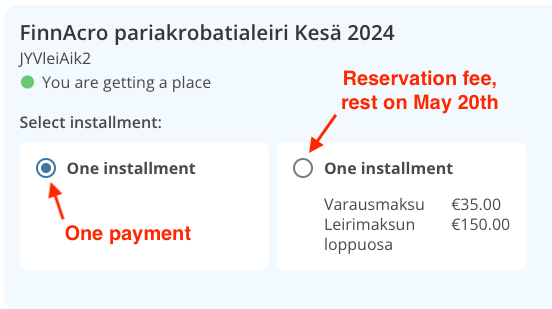 FinnAcro pariakrobatialeiri Kesä 2024
JYVleiAik2
You are getting a place
Reservation fee,
rest on May 20th
Select installment:
One installment
One payment
One installment
Varausmaksu €35.00
Leirimaksun €150.00
loppuosa